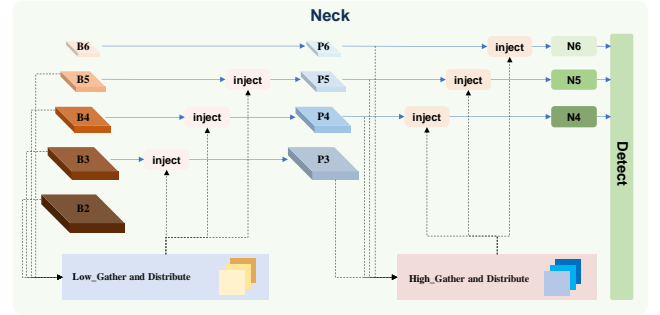 Neck
B6
P6
inject
N6
B5
inject
P5
inject
N5
B4
inject
P4
inject
N4
B3
inject
P3
B2
Detect
Low_Gather and Distribute
High_Gather and Distribute